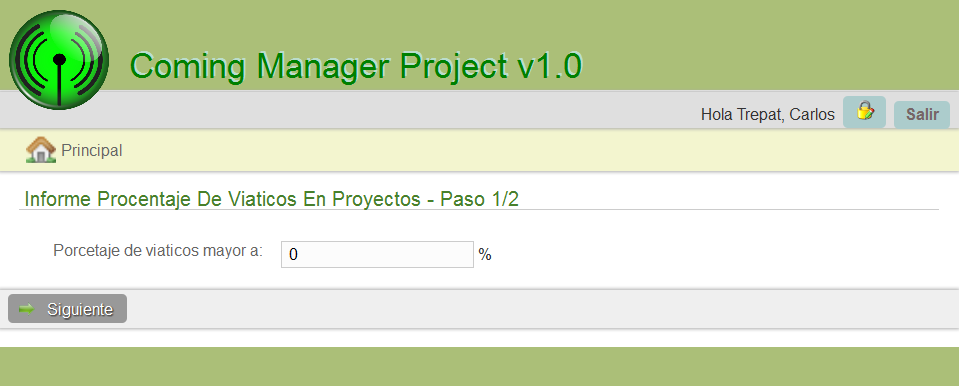 Coming Manager Project v1.0
Hola Trepat, Carlos Salir
Principal
Informe Procentaje De Viaticos En Proyectos - Paso 1/2
Porcetaje de viaticos mayor a: 0 %
Siguiente